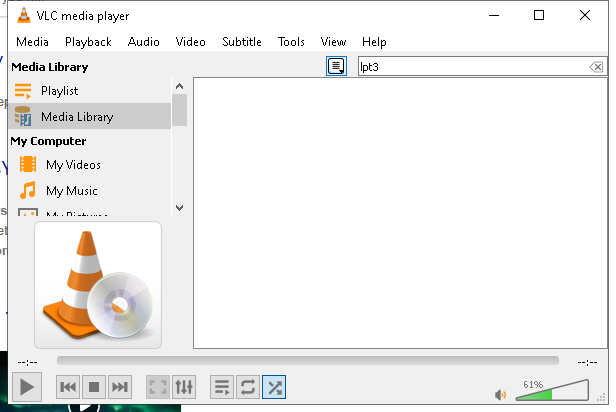 VLC media player
Media Playback Audio Video Subtitle Tools View Help
Media Library
lpt3
Playlist
Media Library
My Computer
My Videos
My Music
My Pictures
--:-- --:--
61%